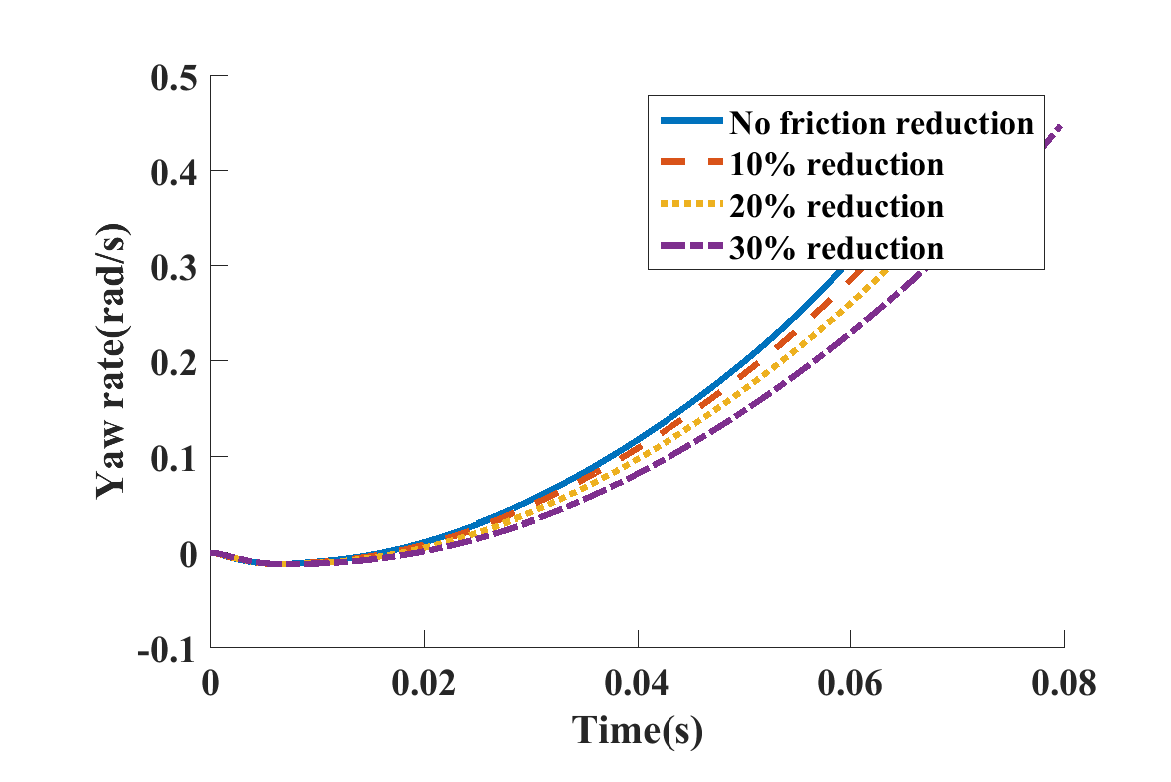 0.5
0.4
0.3
0.2
0.1
0
-0.1
Yaw rate(rad/s)
No friction reduction
10% reduction
20% reduction
30% reduction
0
0.02
0.04
0.06
0.08
Time(s)